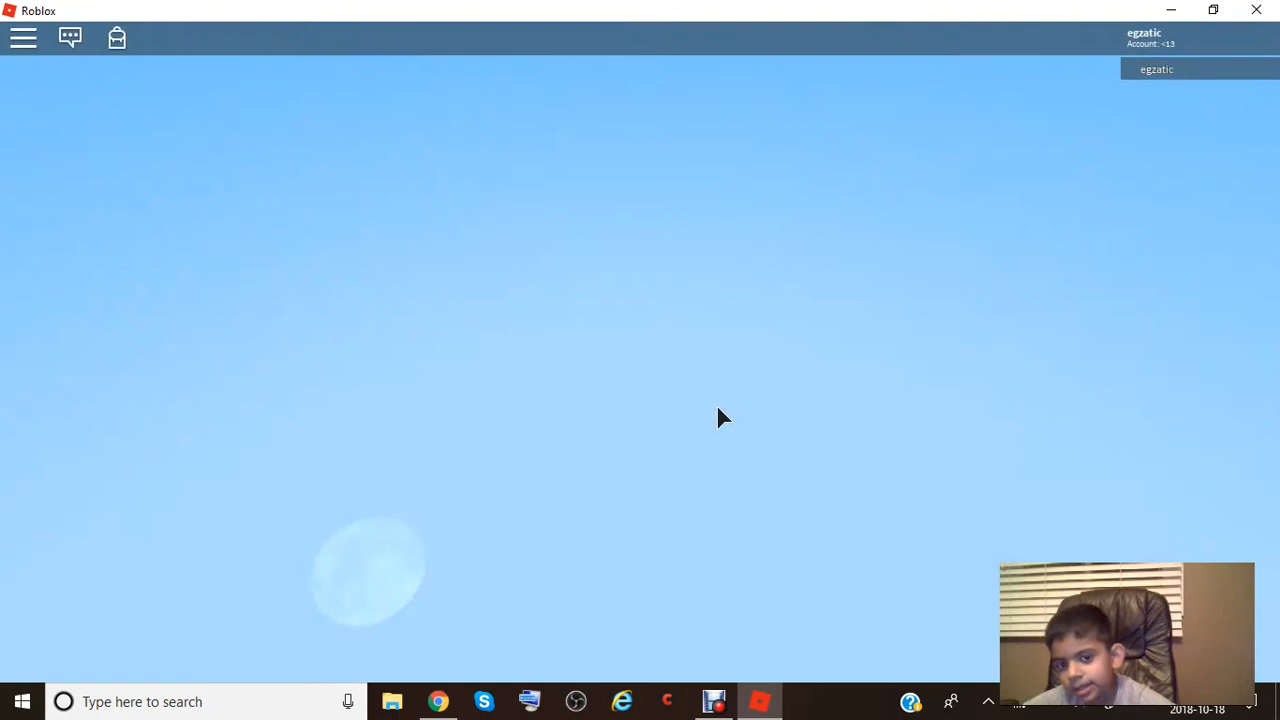 Roblox
egzatic
Account: <13
egzatic
Type here to search
2018-10-18